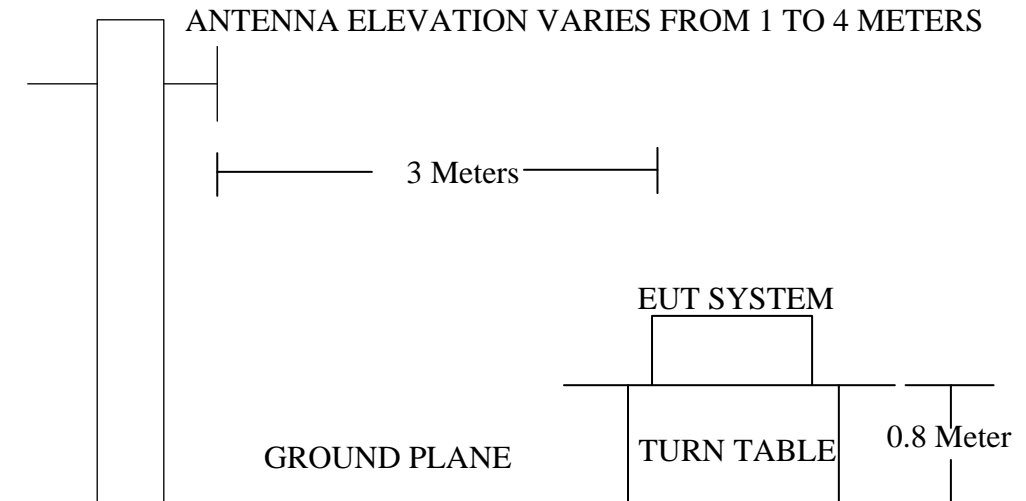 ANTENNA ELEVATION VARIES FROM 1 TO 4 METERS
3 Meters
EUT SYSTEM
0.8 Meter
TURN TABLE
GROUND PLANE